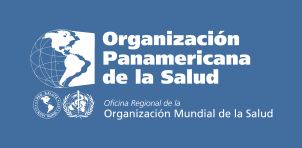 Organización
Panamericana
de la Salud
Oficina Regional de la
Organización Mundial de la Salud